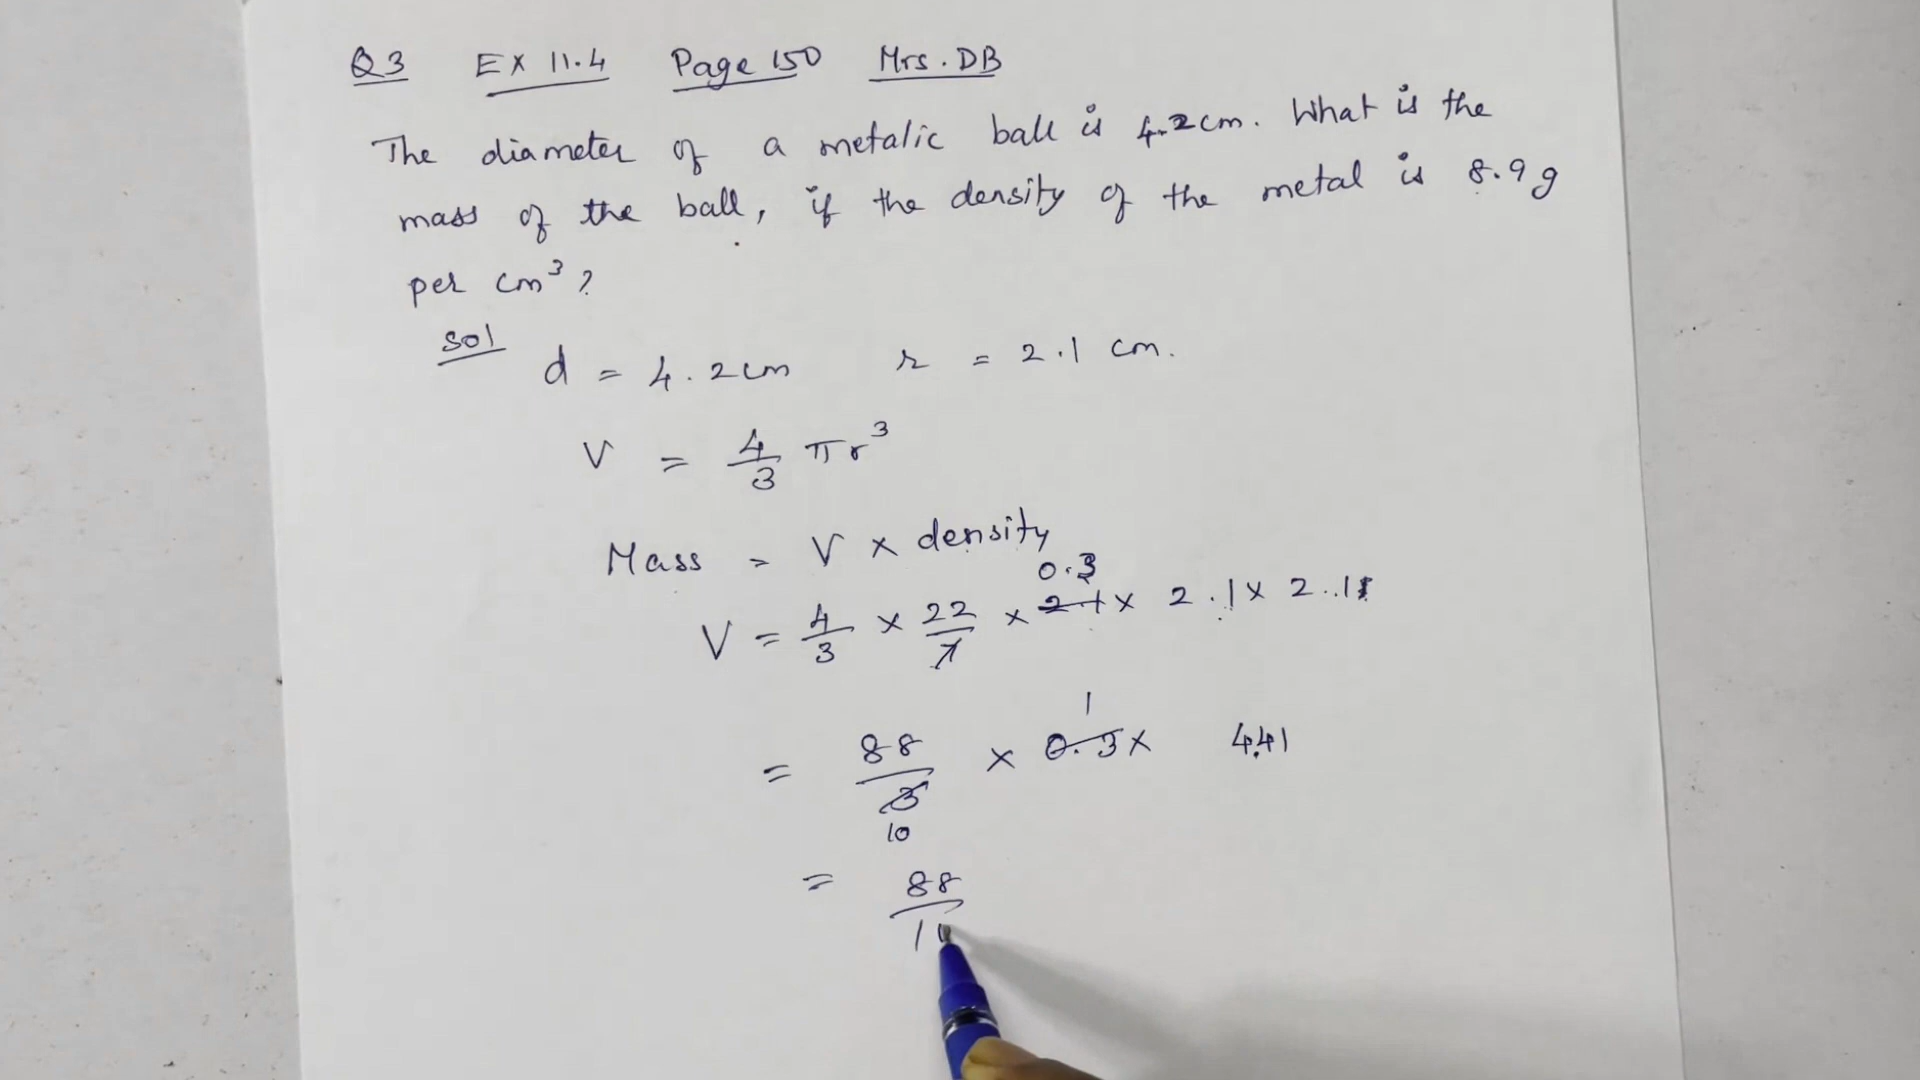 Q3 EX 11.4 Page 150 Mrs. DB
The diameter of a metalic ball is 4.2cm. What is the
mass of the ball, if the density of the metal is 8.9 g
per cm³?
Sol
d = 4.2cm r = 2.1 cm.
V = 4/3 πr³
Mass = V × density
0.3
V = 4/3 × 22/7 × 2.1 × 2.1 × 2.1
1
= 88/3 × 0.3 × 4.41
10
= 88/10